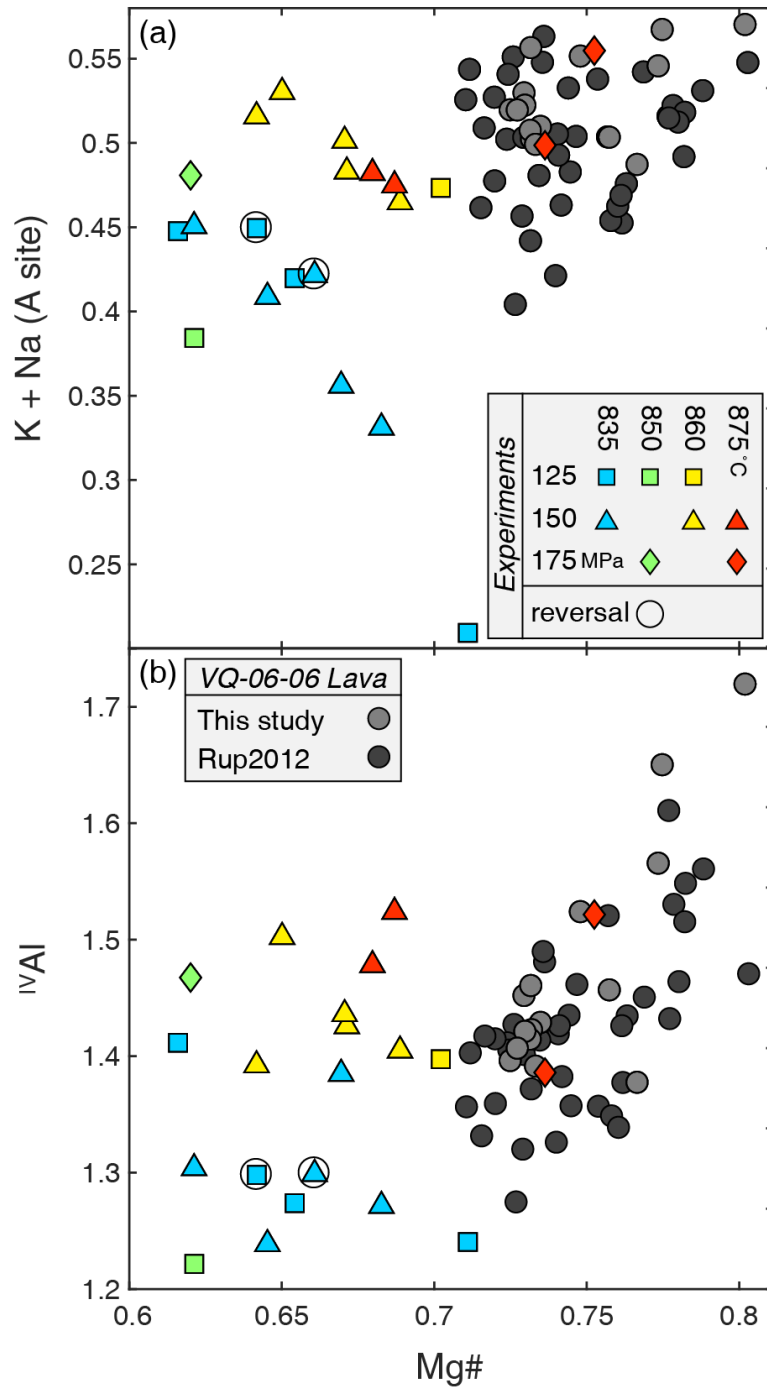 (a)
0.55
0.5
0.45
0.4
0.35
0.3
0.25
K + Na (A site)
Experiments
835 850 860 875°C
125
150
175 MPa
reversal
(b)
VQ-06-06 Lava
This study
Rup2012
1.7
1.6
1.5
1.4
1.3
1.2
IVAl
0.6 0.65 0.7 0.75 0.8
Mg#